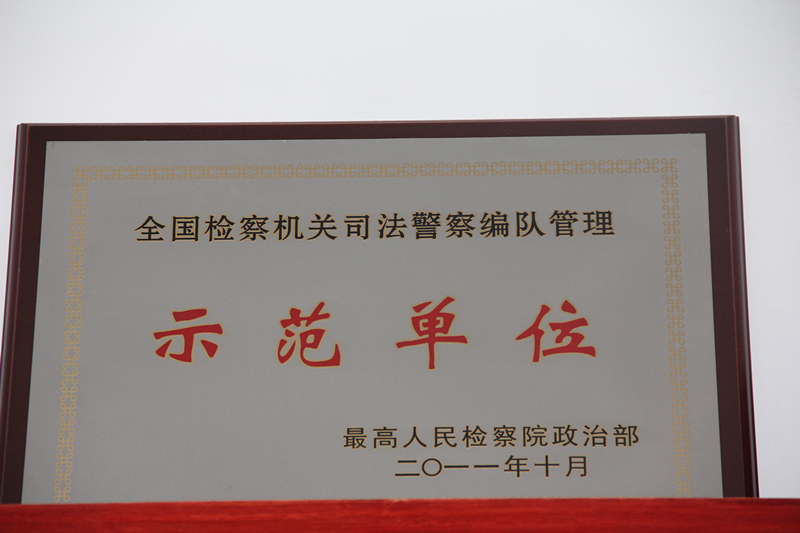 全国检察机关司法警察编队管理
示范单位
最高人民检察院政治部
二〇一一年十月